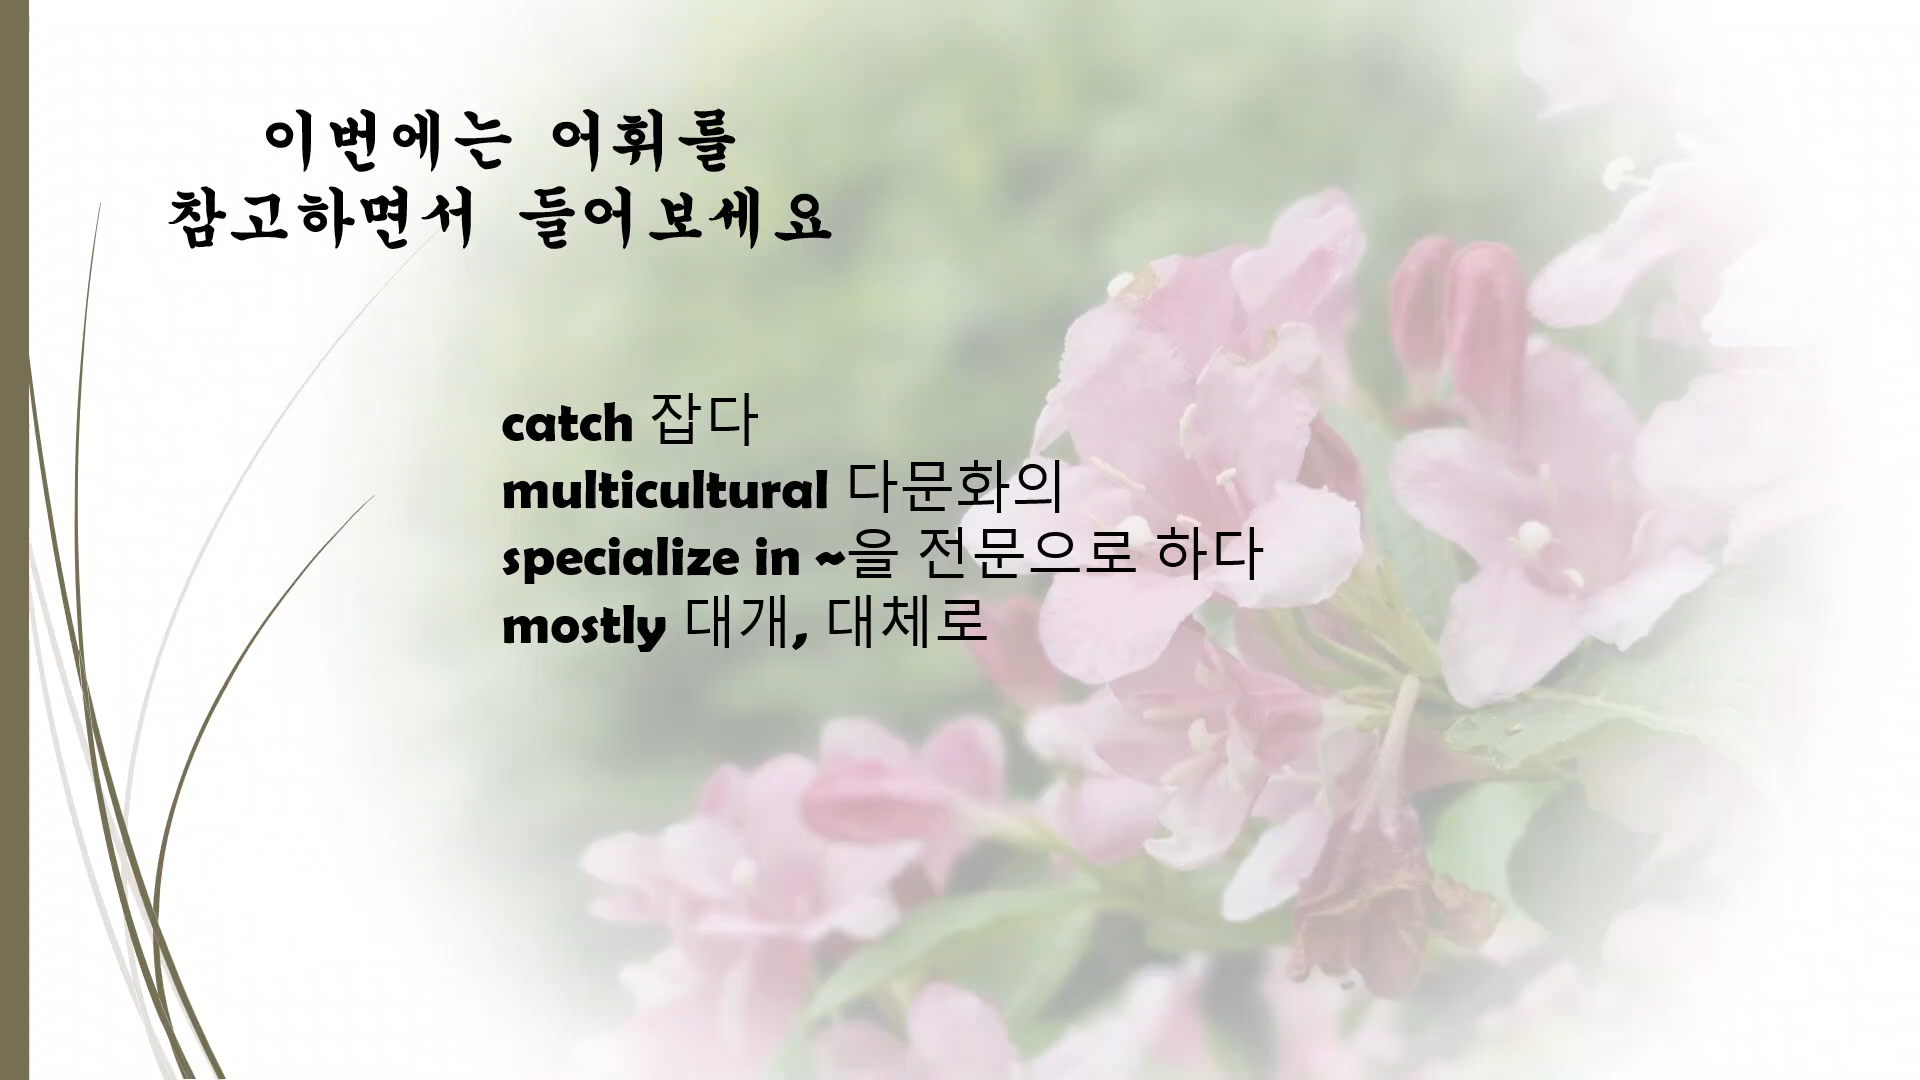 이번에는 어휘를
참고하면서 들어보세요
catch 잡다
multicultural 다문화의
specialize in ~을 전문으로 하다
mostly 대개, 대체로